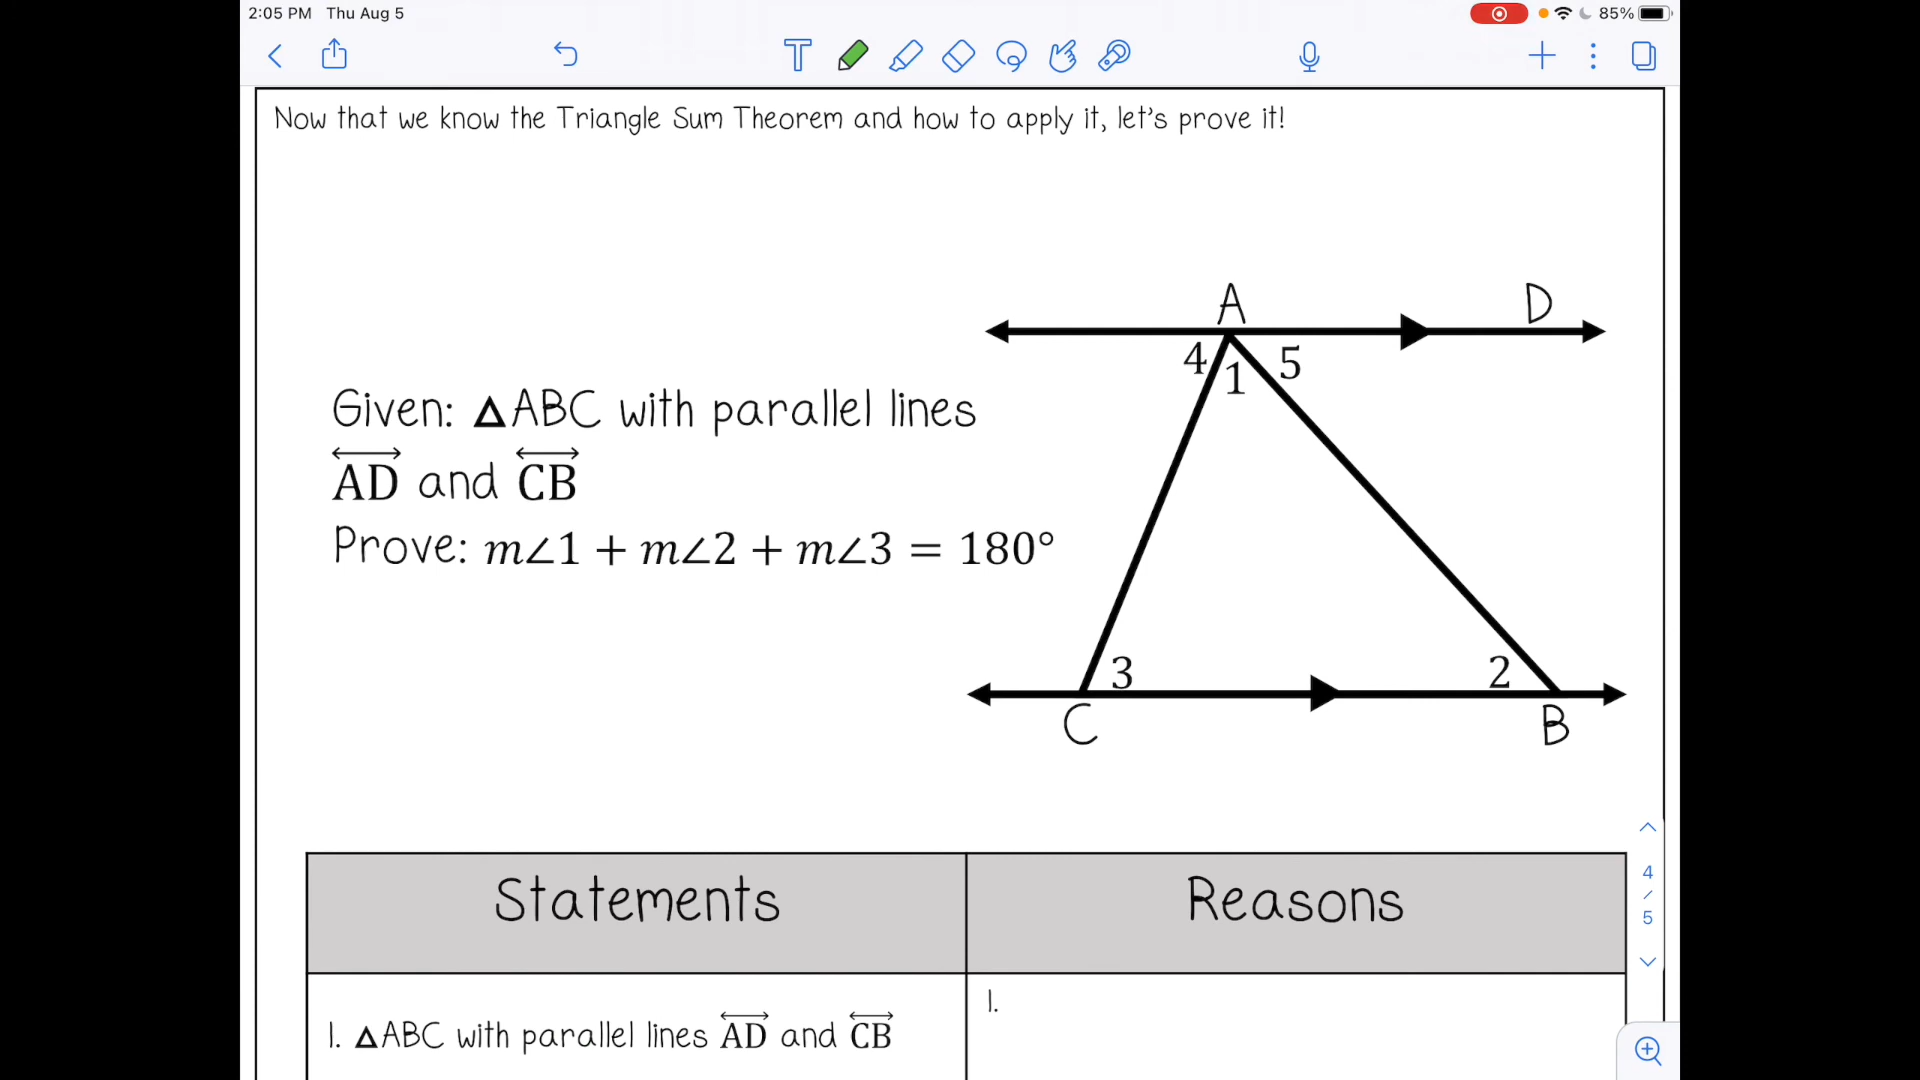 2:05 PM Thu Aug 5
85%
Now that we know the Triangle Sum Theorem and how to apply it, let's prove it!
A
D
4
1
5
Given: △ABC with parallel lines
AD and CB
Prove: m∠1 + m∠2 + m∠3 = 180°
3
2
C
B
Statements
Reasons
4
/
5
1. △ABC with parallel lines AD and CB
1.